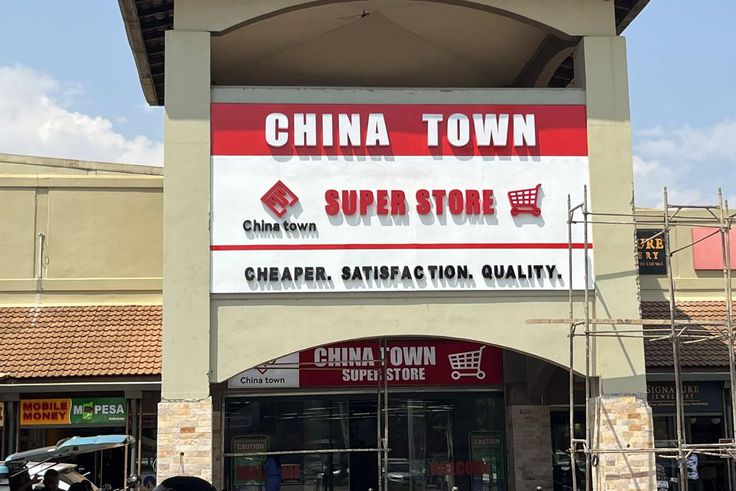 CHINA TOWN
SUPER STORE
China town
CHEAPER. SATISFACTION. QUALITY.
CHINA TOWN
SUPER STORE
China town
MOBILE MONEY
M PESA
SIGNATURE
JEWELLERY
CAUTION
CAUTION
WELCOME